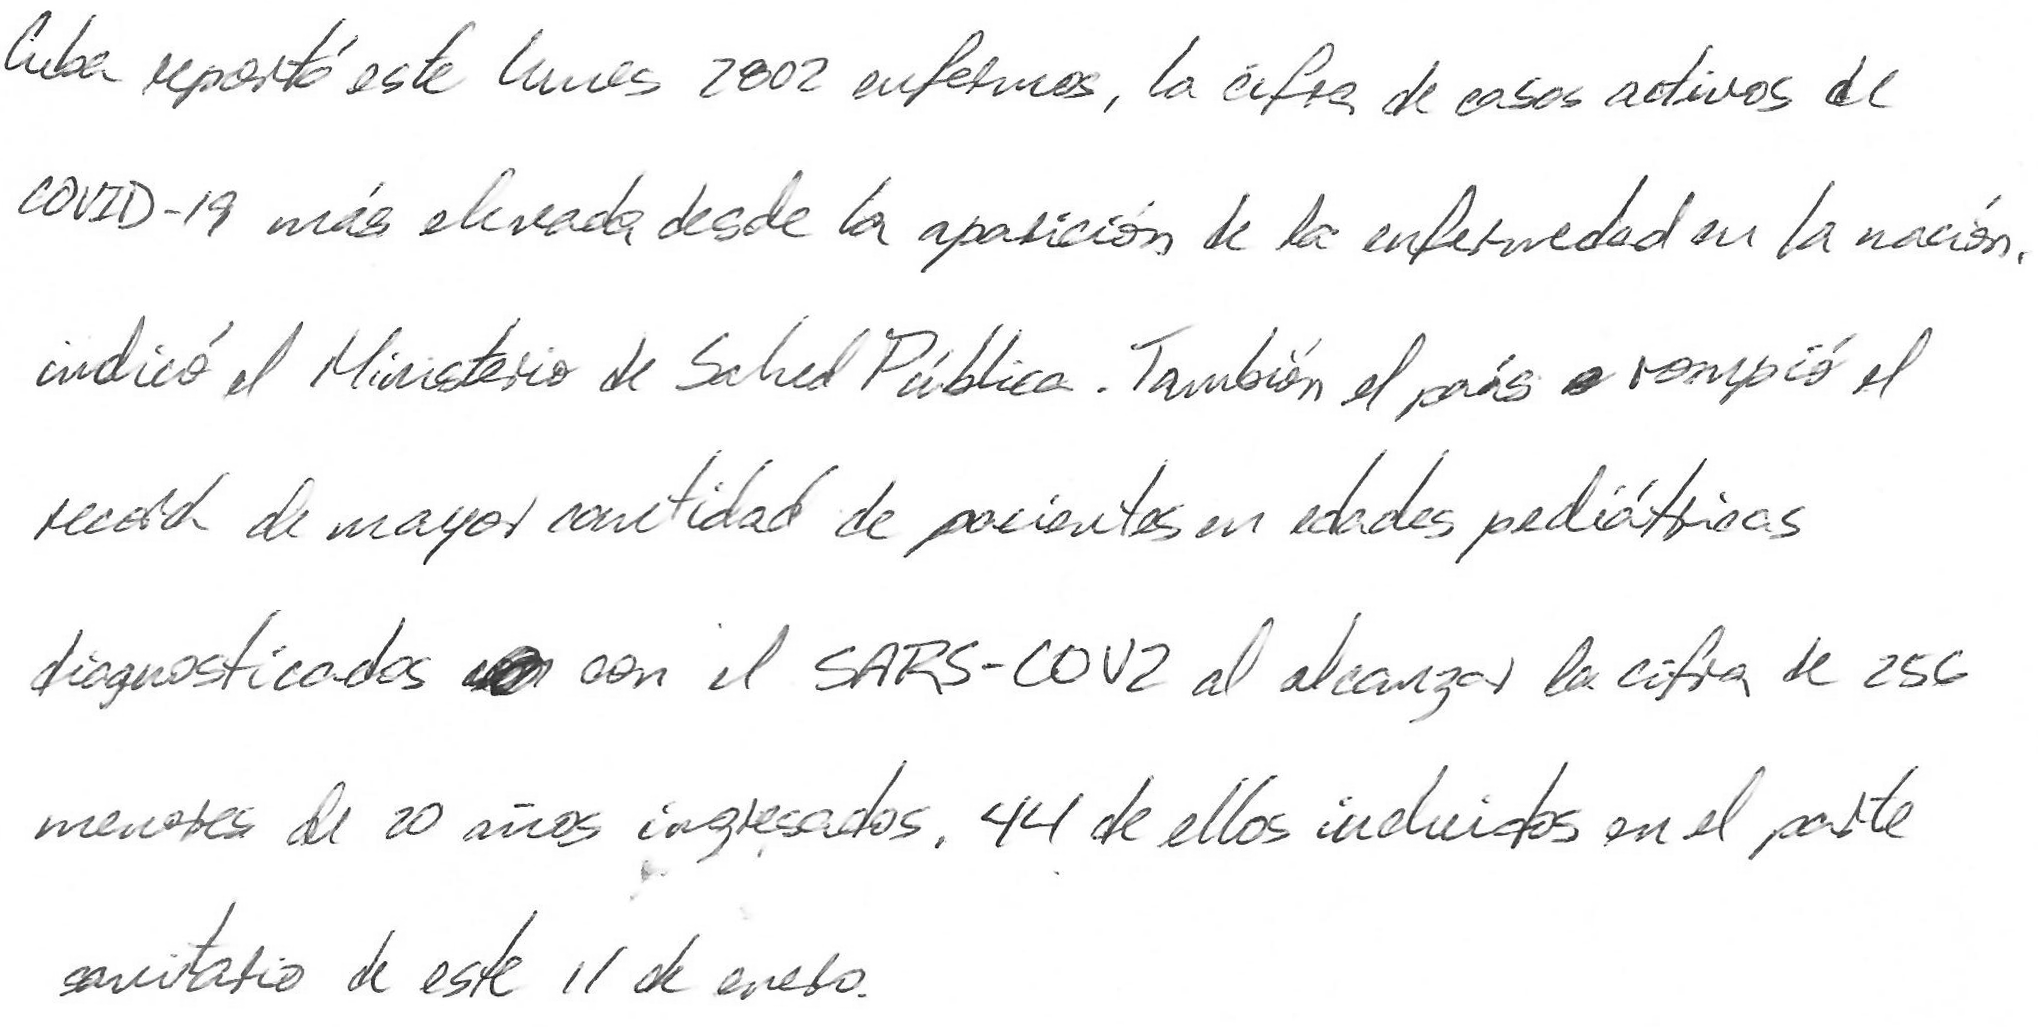 Cuba reportó este lunes 2802 enfermos, la cifra de casos activos de
COVID-19 más elevada desde la aparición de la enfermedad en la nación,
indicó el Ministerio de Salud Pública. También el país rompió el
record de mayor cantidad de pacientes en edades pediátricas
diagnosticados con el SARS-COV2 al alcanzar la cifra de 256
menores de 20 años ingresados, 44 de ellos incluidos en el parte
sanitario de este 11 de enero.